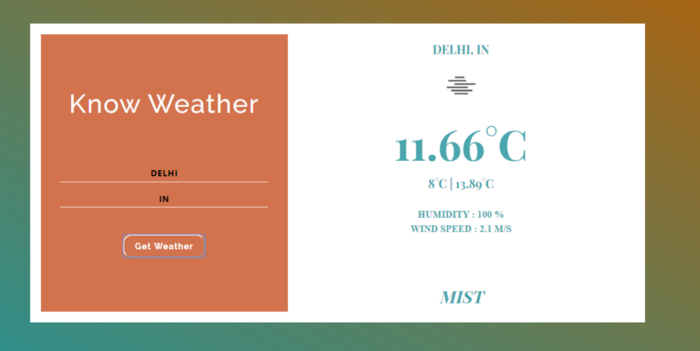 Know Weather
DELHI
IN
Get Weather
DELHI, IN
11.66°C
8°C | 13.89°C
HUMIDITY : 100 %
WIND SPEED : 2.1 M/S
MIST